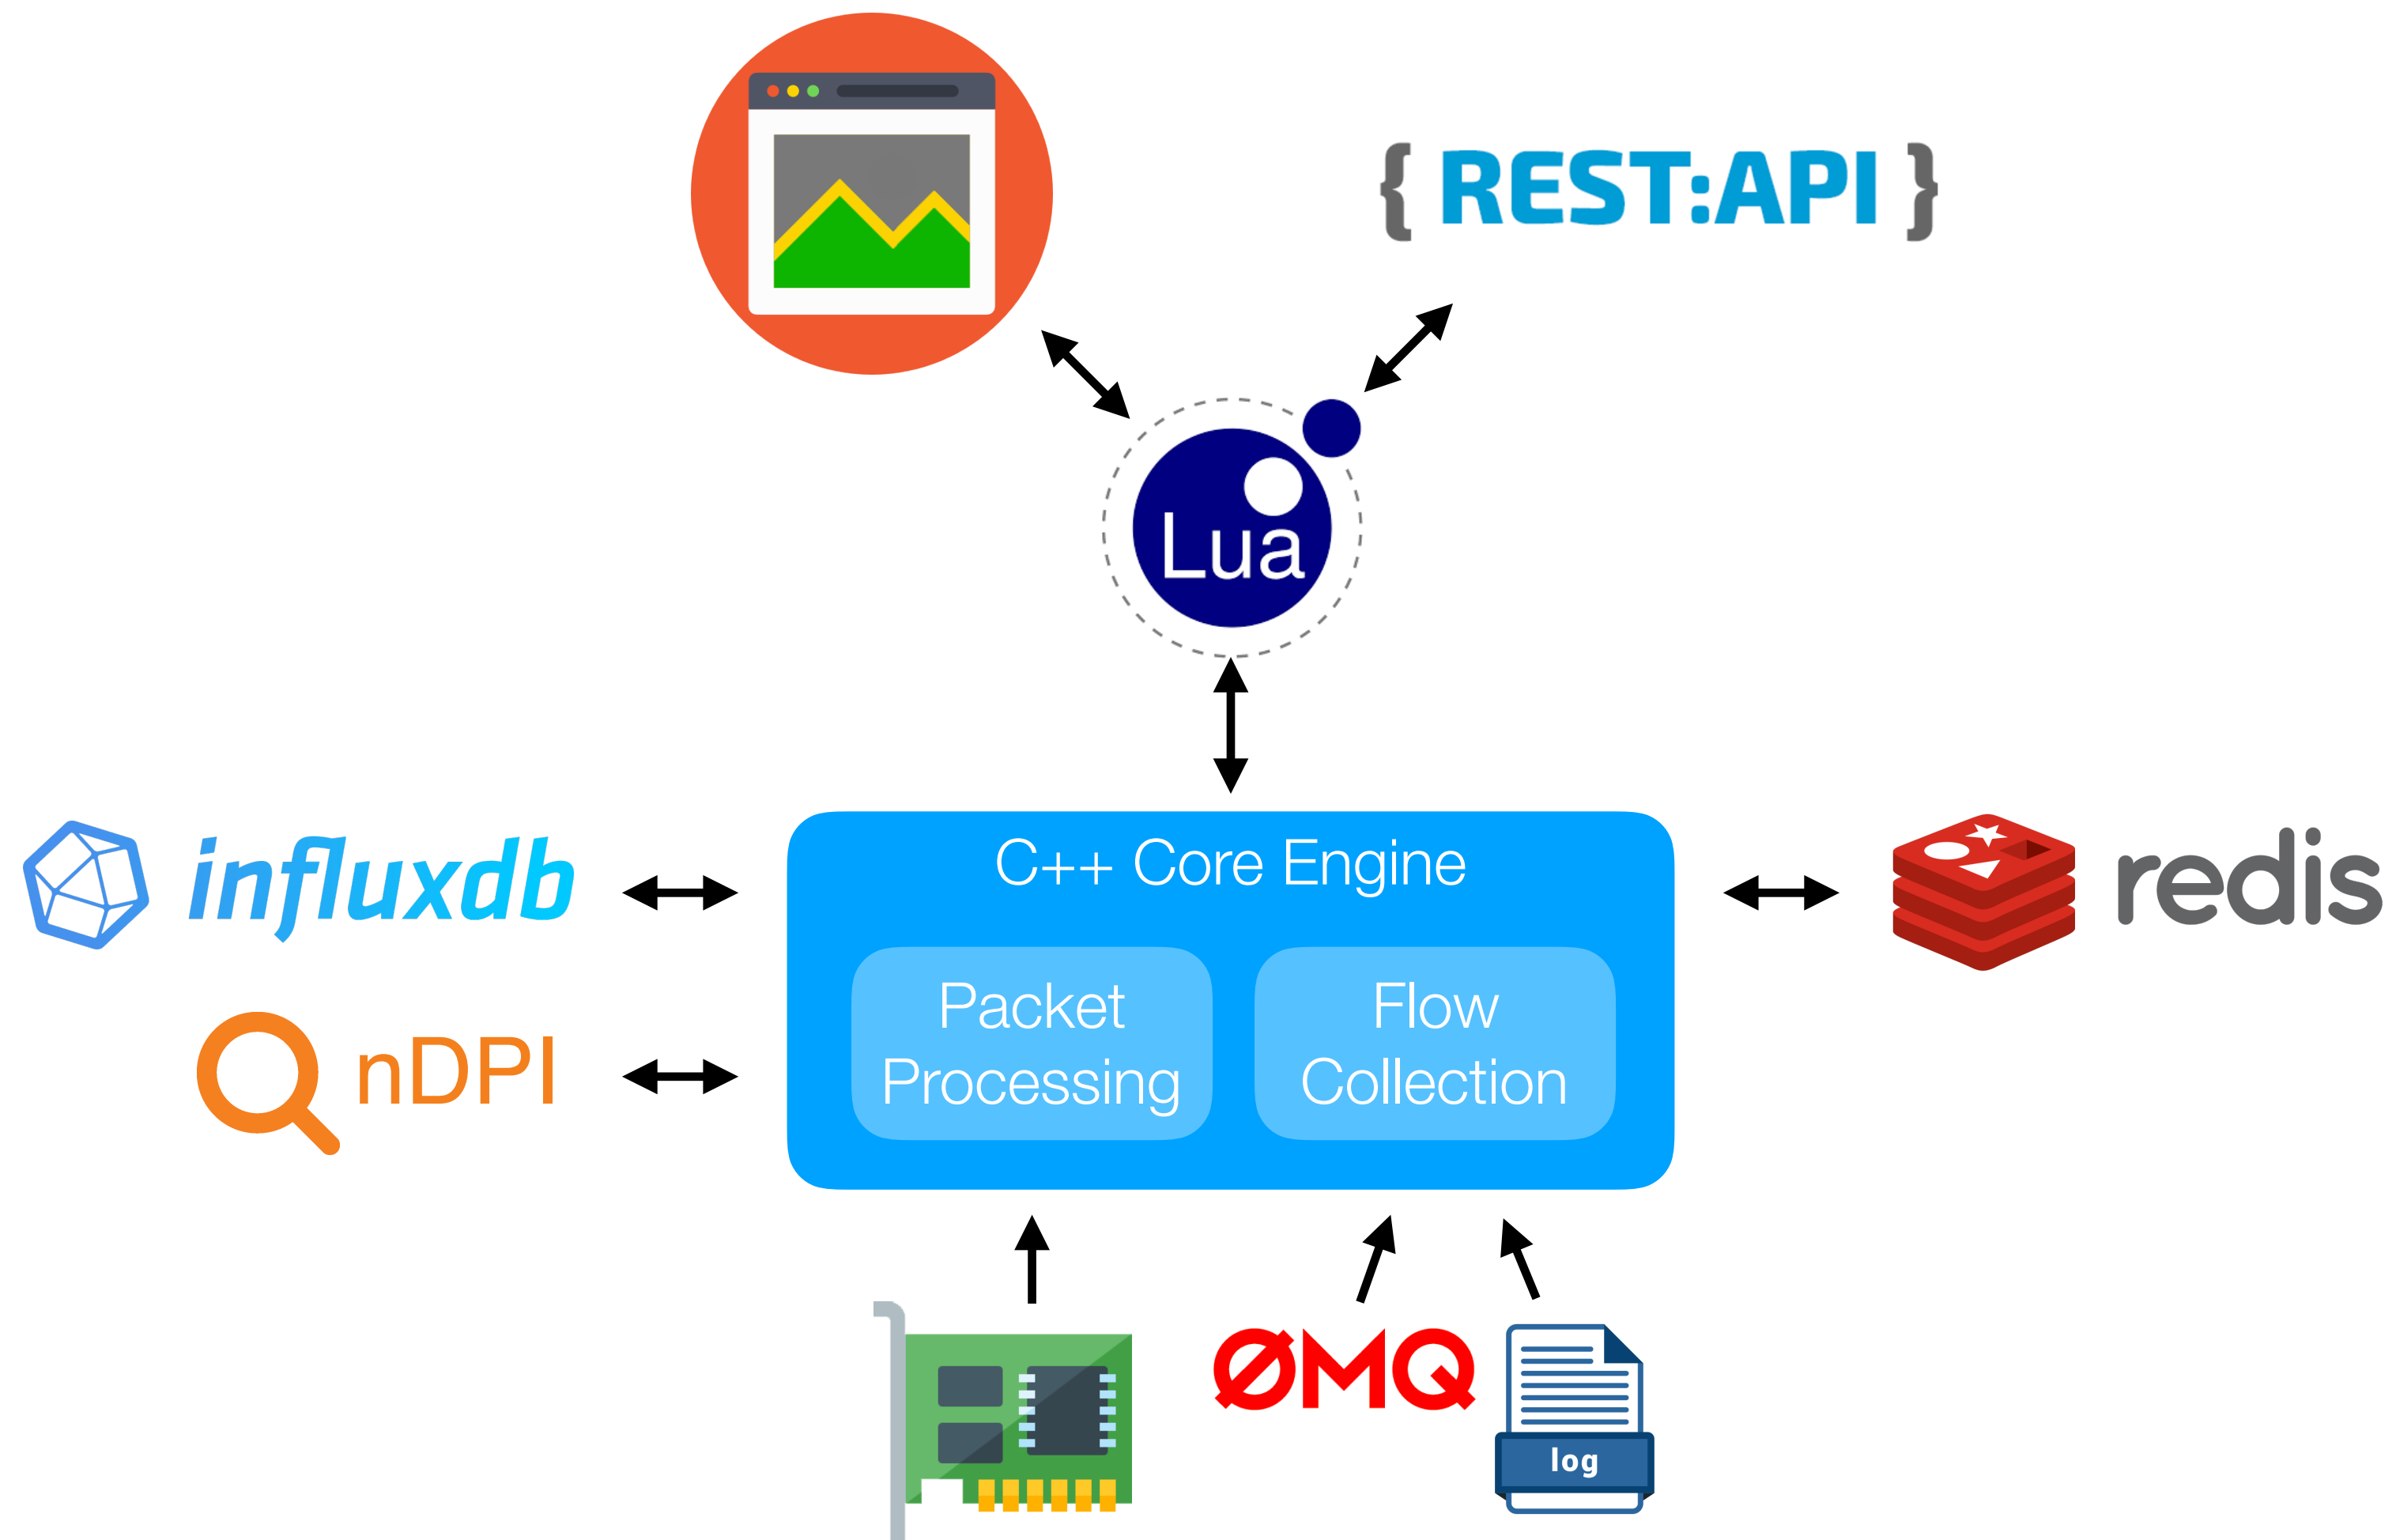 { REST:API }
Lua
influxdb
C++ Core Engine
redis
Packet
Processing
Flow
Collection
nDPI
ØMQ
log